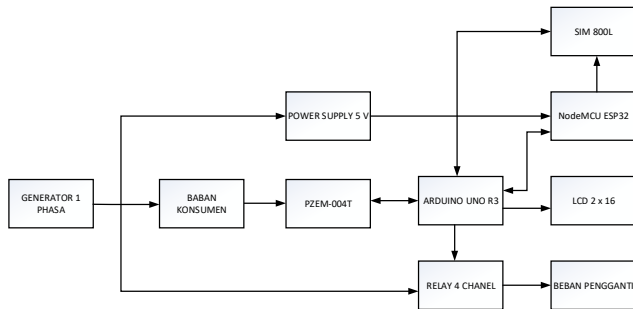 SIM 800L
POWER SUPPLY 5 V
NodeMCU ESP32
GENERATOR 1
PHASA
BABAN
KONSUMEN
PZEM-004T
ARDUINO UNO R3
LCD 2 x 16
RELAY 4 CHANEL
BEBAN PENGGANTI